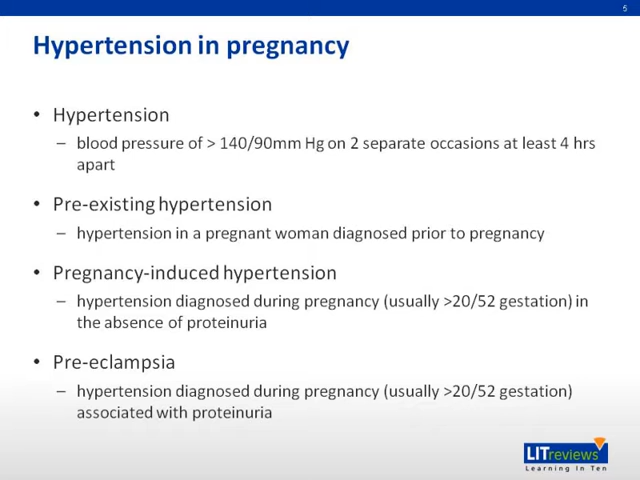 5
Hypertension in pregnancy
• Hypertension
– blood pressure of > 140/90mm Hg on 2 separate occasions at least 4 hrs
apart
• Pre-existing hypertension
– hypertension in a pregnant woman diagnosed prior to pregnancy
• Pregnancy-induced hypertension
– hypertension diagnosed during pregnancy (usually >20/52 gestation) in
the absence of proteinuria
• Pre-eclampsia
– hypertension diagnosed during pregnancy (usually >20/52 gestation)
associated with proteinuria
LITreviews
Learning In Ten